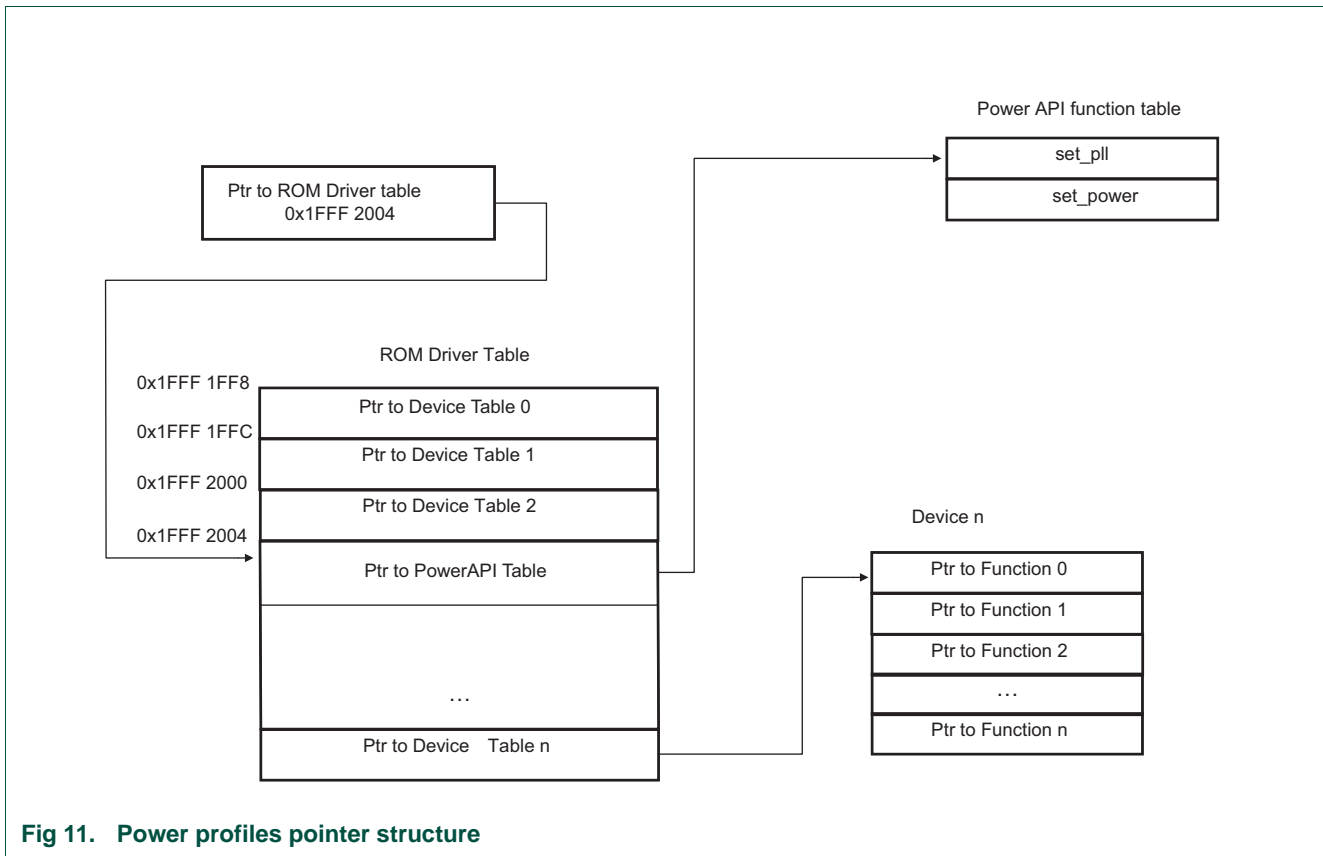 Power API function table
set_pll
set_power
Ptr to ROM Driver table
0x1FFF 2004
ROM Driver Table
0x1FFF 1FF8
Ptr to Device Table 0
0x1FFF 1FFC
Ptr to Device Table 1
0x1FFF 2000
Ptr to Device Table 2
0x1FFF 2004
Ptr to PowerAPI Table
…
Ptr to Device Table n
Device n
Ptr to Function 0
Ptr to Function 1
Ptr to Function 2
…
Ptr to Function n
Fig 11. Power profiles pointer structure